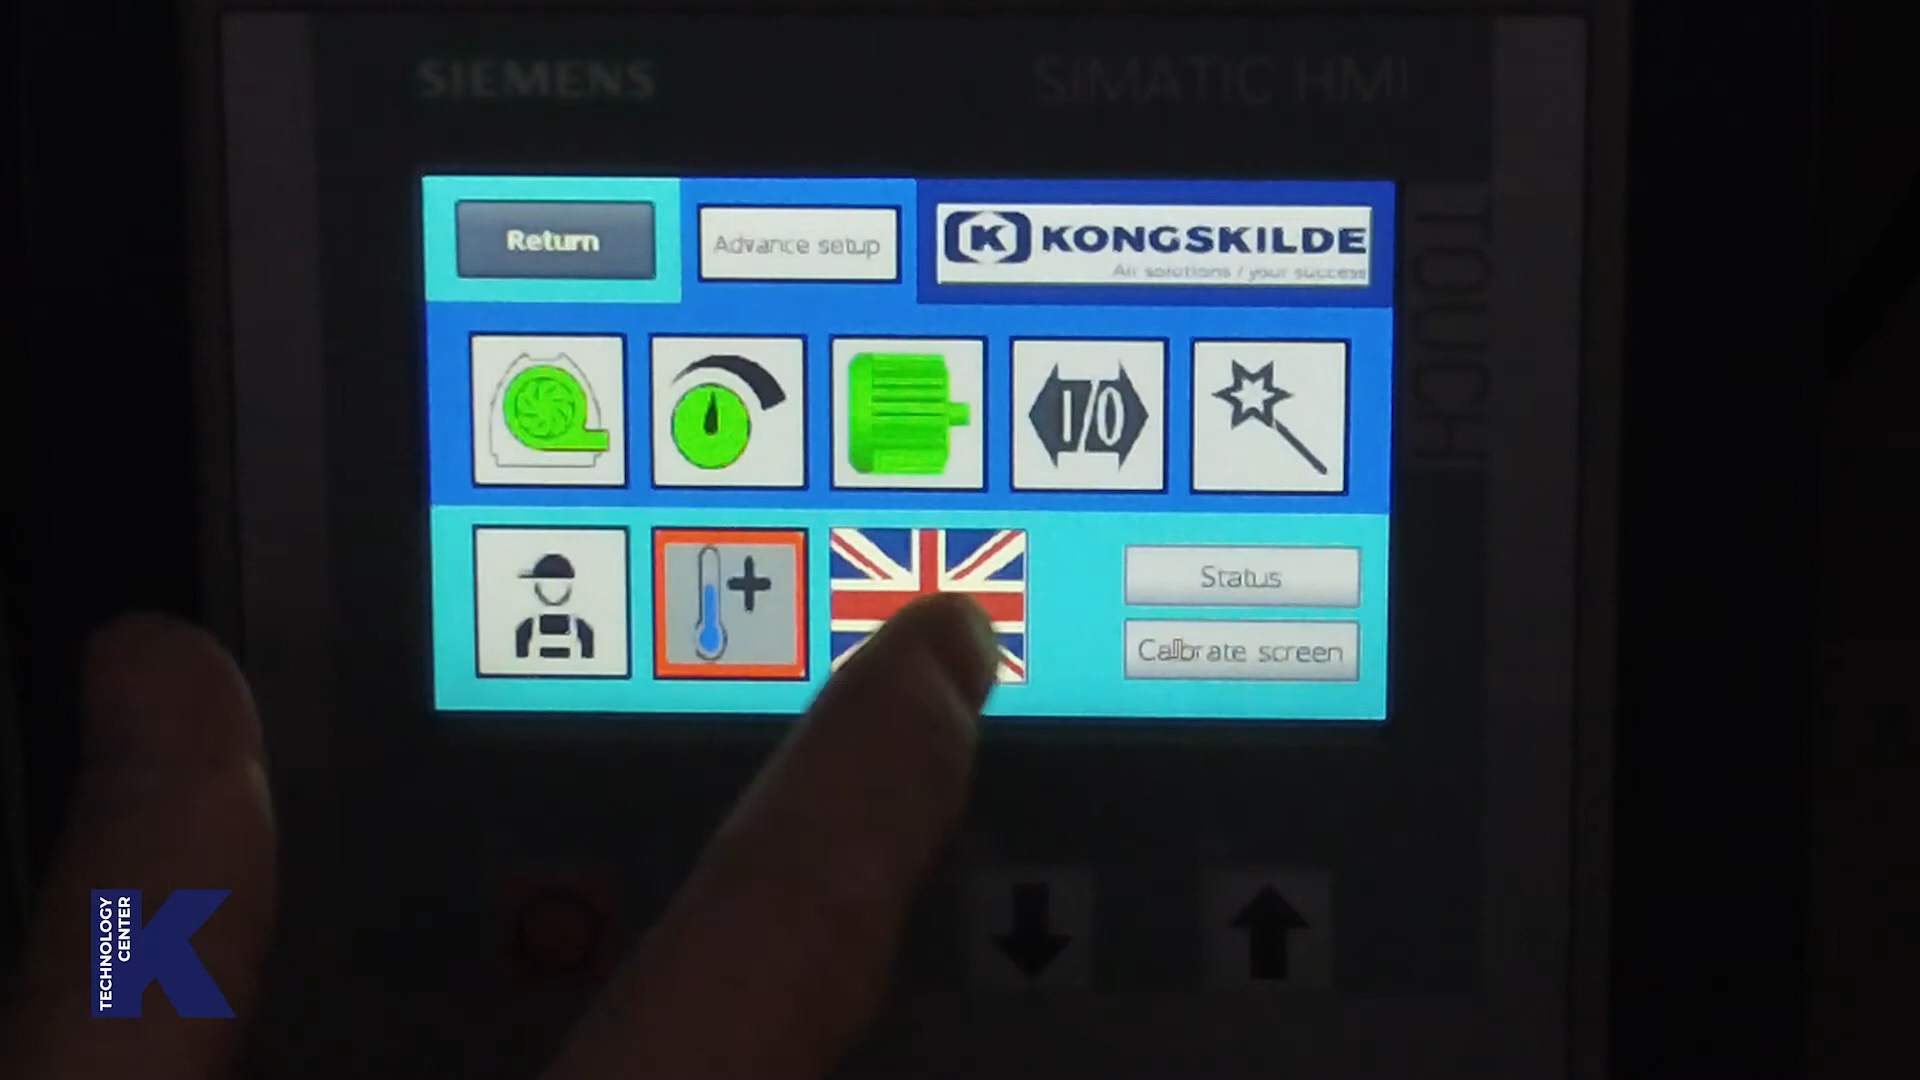 SIEMENS
SIMATIC HMI
TOUCH
Return
Advance setup
K KONGSKILDE
Air solutions / your success
I/O
Status
Calibrate screen
TECHNOLOGY
CENTER
K